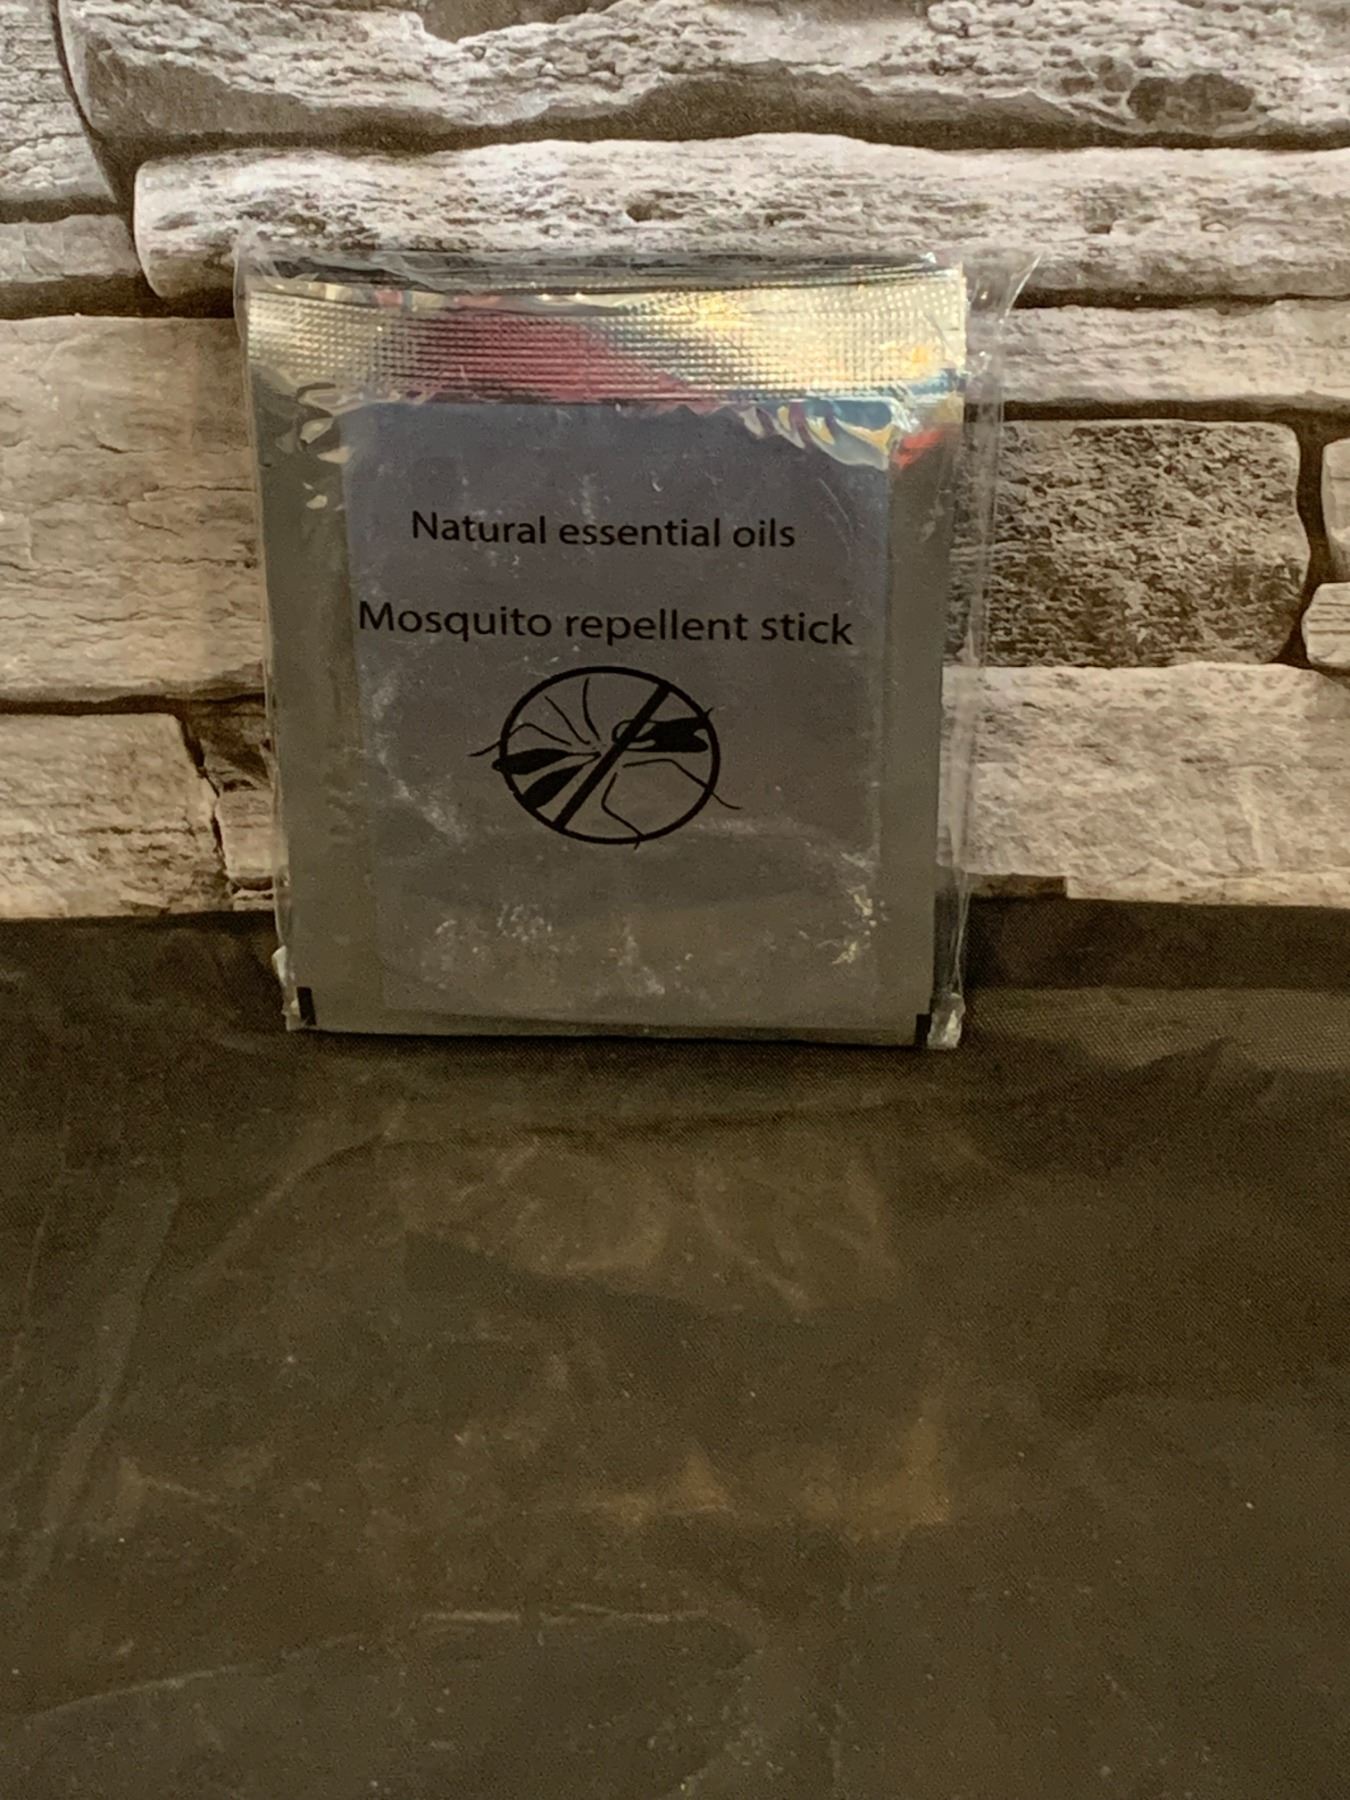 Natural essential oils
Mosquito repellent stick